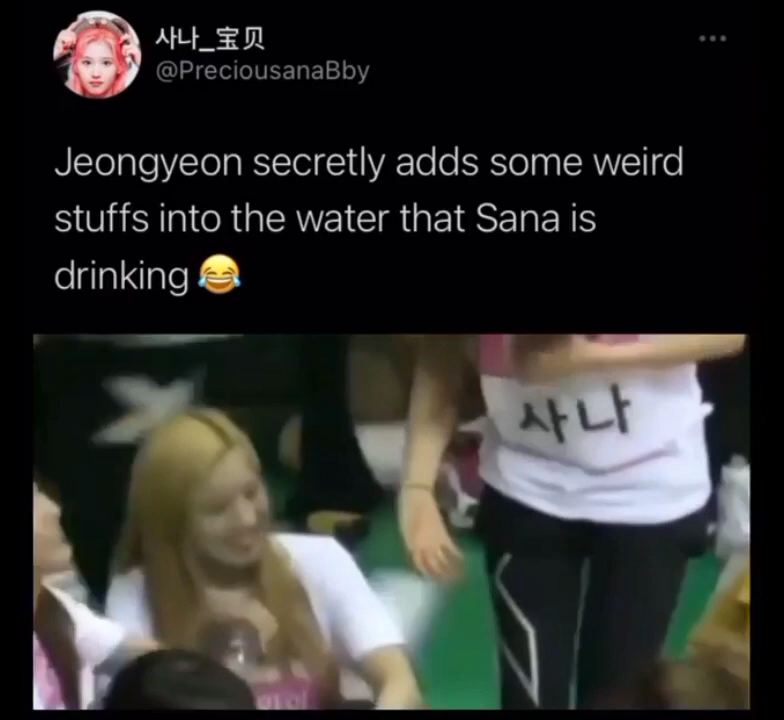 사나_宝贝
@PreciousanaBby
Jeongyeon secretly adds some weird
stuffs into the water that Sana is
drinking 😂
사나